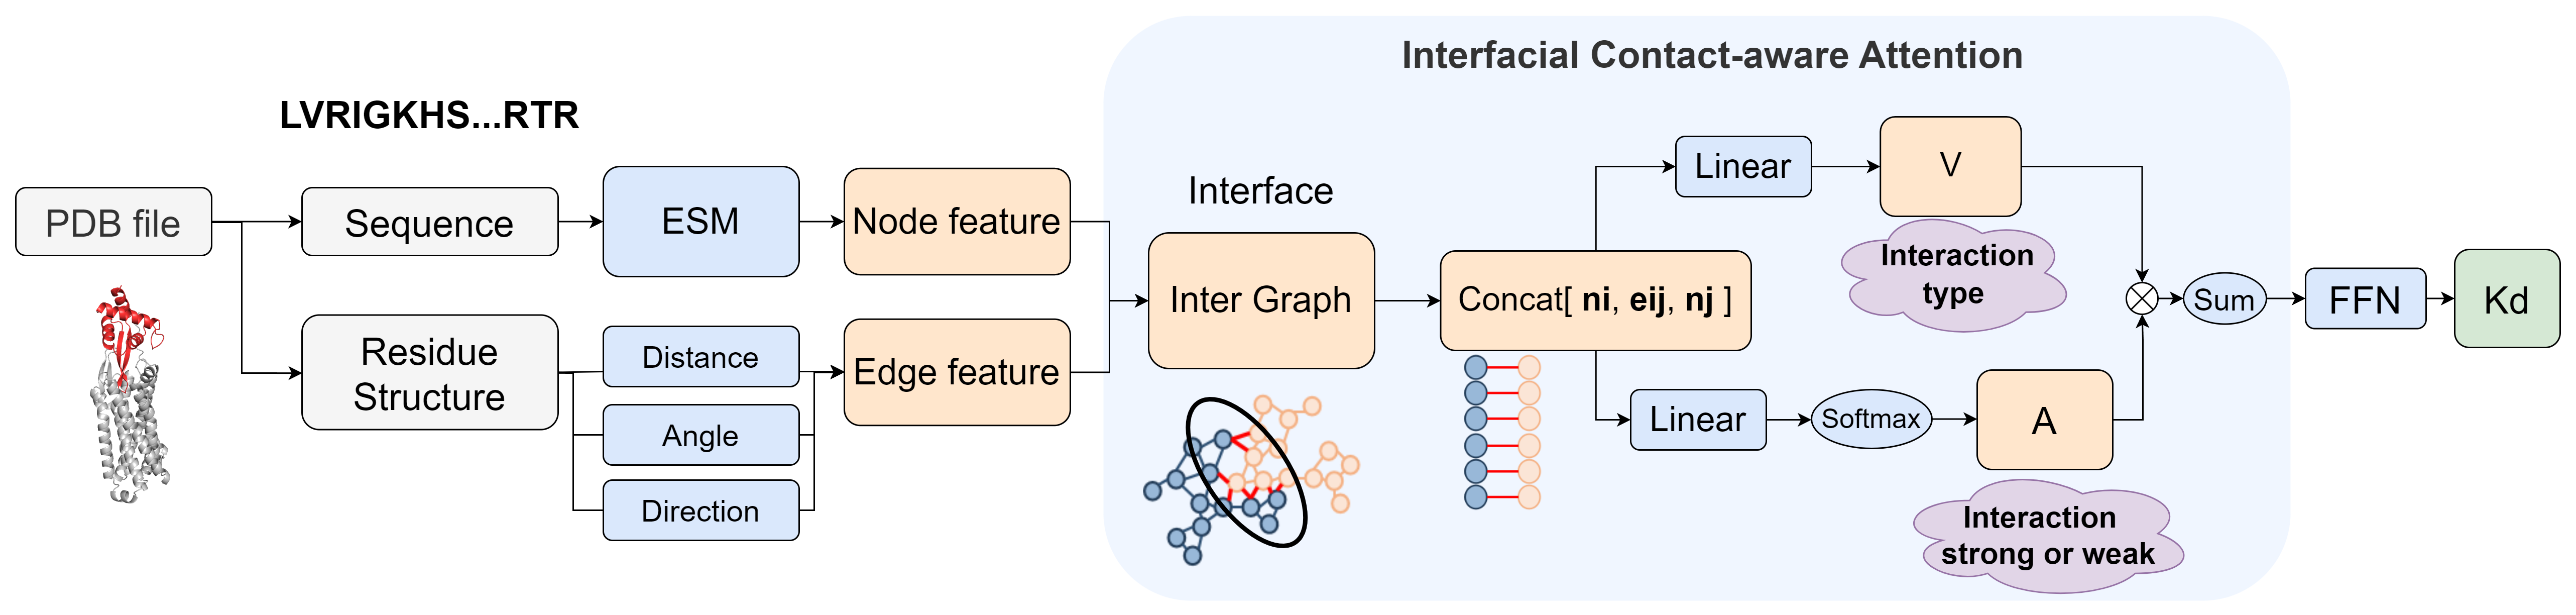 Interfacial Contact-aware Attention
LVRIGKHS...RTR
PDB file
Sequence
ESM
Node feature
Residue
Structure
Distance
Angle
Direction
Edge feature
Interface
Inter Graph
Concat[ ni, eij, nj ]
Linear
V
Interaction
type
Linear
Softmax
A
Interaction
strong or weak
Sum
FFN
Kd